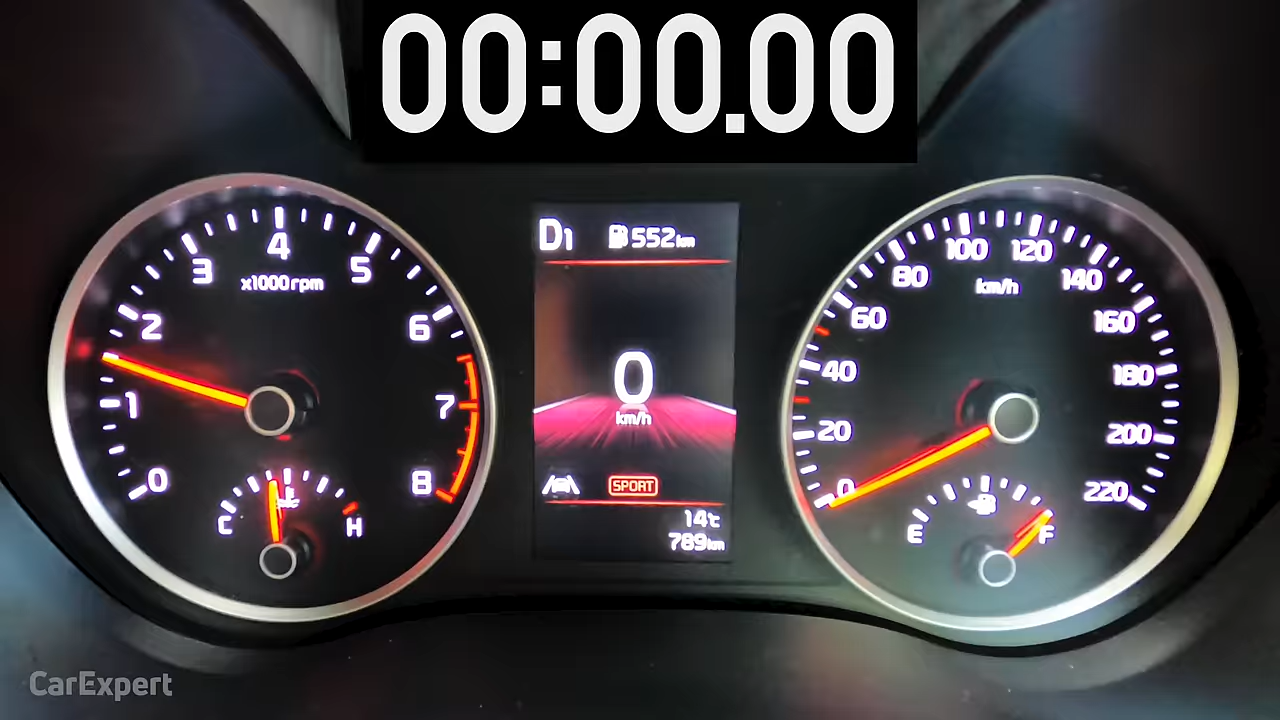 00:00.00
D1 552km
0
km/h
SPORT
14℃
789km
0 1 2 3 4 5 6 7 8
x1000rpm
C H
0 20 40 60 80 100 120 140 160 180 200 220
km/h
E F
CarExpert